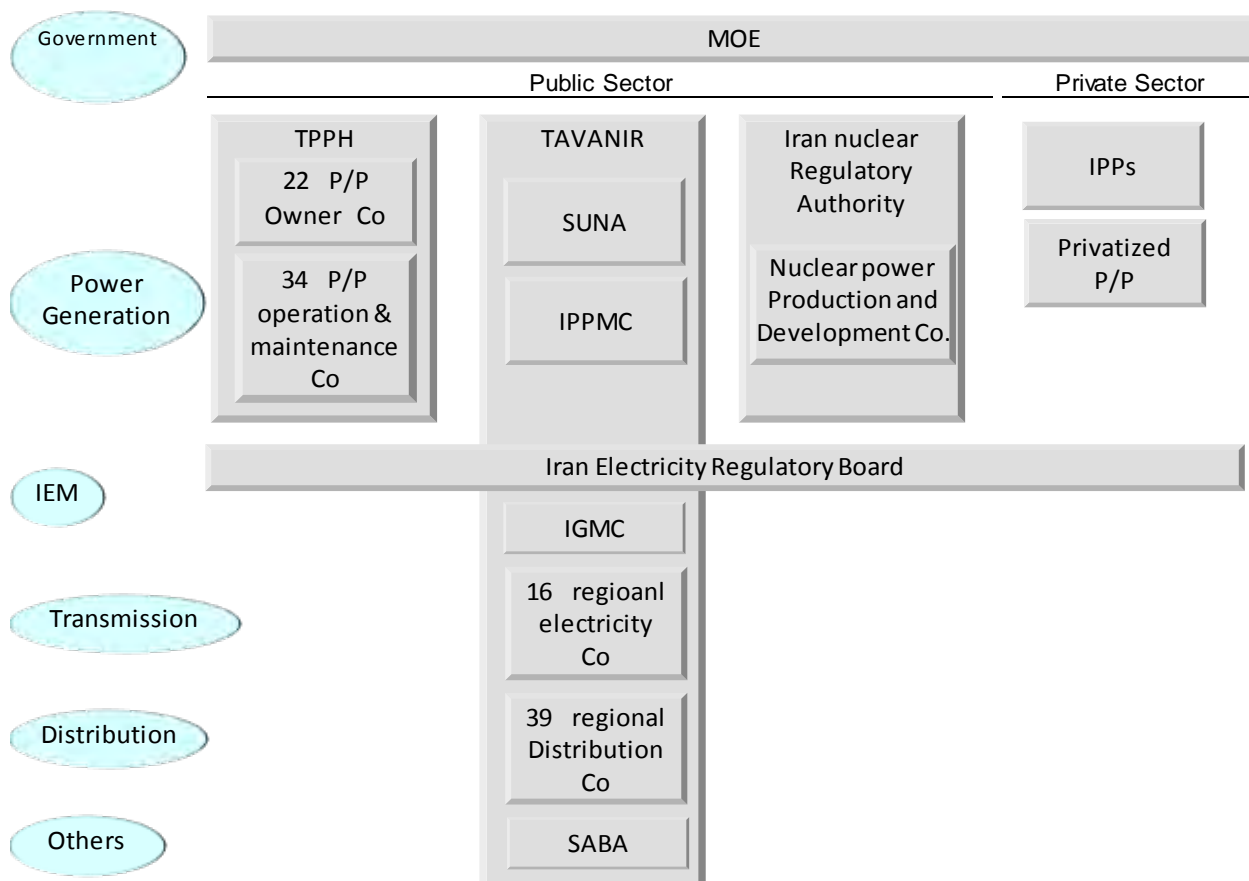 Government
MOE
Public Sector
Private Sector
Power
Generation
TPPH
22 P/P
Owner Co
34 P/P
operation &
maintenance
Co
TAVANIR
SUNA
IPPMC
Iran nuclear
Regulatory
Authority
Nuclear power
Production and
Development Co.
IPPs
Privatized
P/P
Iran Electricity Regulatory Board
IEM
IGMC
Transmission
16 regioanl
electricity
Co
Distribution
39 regional
Distribution
Co
Others
SABA